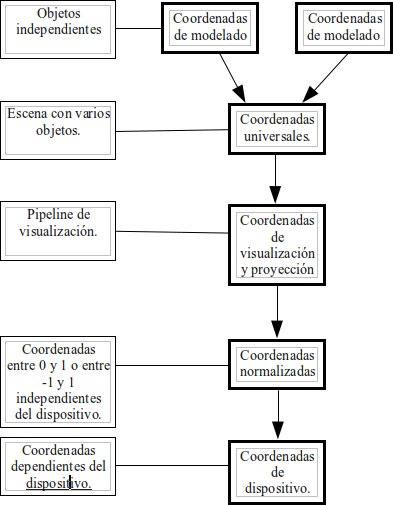 Objetos
independientes
Coordenadas
de modelado
Coordenadas
de modelado
Escena con varios
objetos.
Coordenadas
universales.
Pipeline de
visualización.
Coordenadas
de
visualización
y proyección
Coordenadas
entre 0 y 1 o entre
-1 y 1
independientes
del dispositivo.
Coordenadas
normalizadas
Coordenadas
dependientes del
dispositivo.
Coordenadas
de
dispositivo.